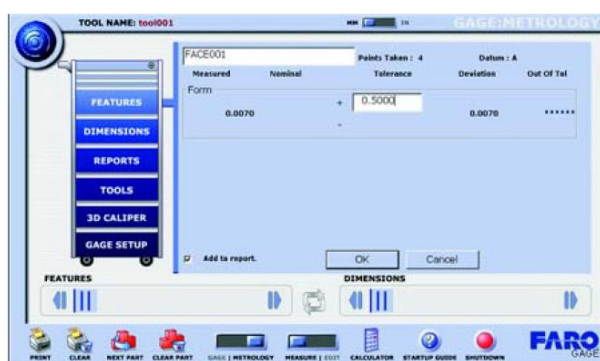 TOOL NAME: tool001
MM IN
GAGE:METROLOGY
FACE001
Points Taken : 4
Datum : A
Measured Nominal Tolerance Deviation Out Of Tol
Form
0.0070 + 0.5000 0.0070 ******
-
FEATURES
DIMENSIONS
REPORTS
TOOLS
3D CALIPER
GAGE SETUP
Add to report.
OK Cancel
FEATURES DIMENSIONS
PRINT CLEAR NEXT PART CLEAR PART GAGE | METROLOGY MEASURE | EDIT CALCULATOR STARTUP GUIDE SHUTDOWN
FARO
GAGE